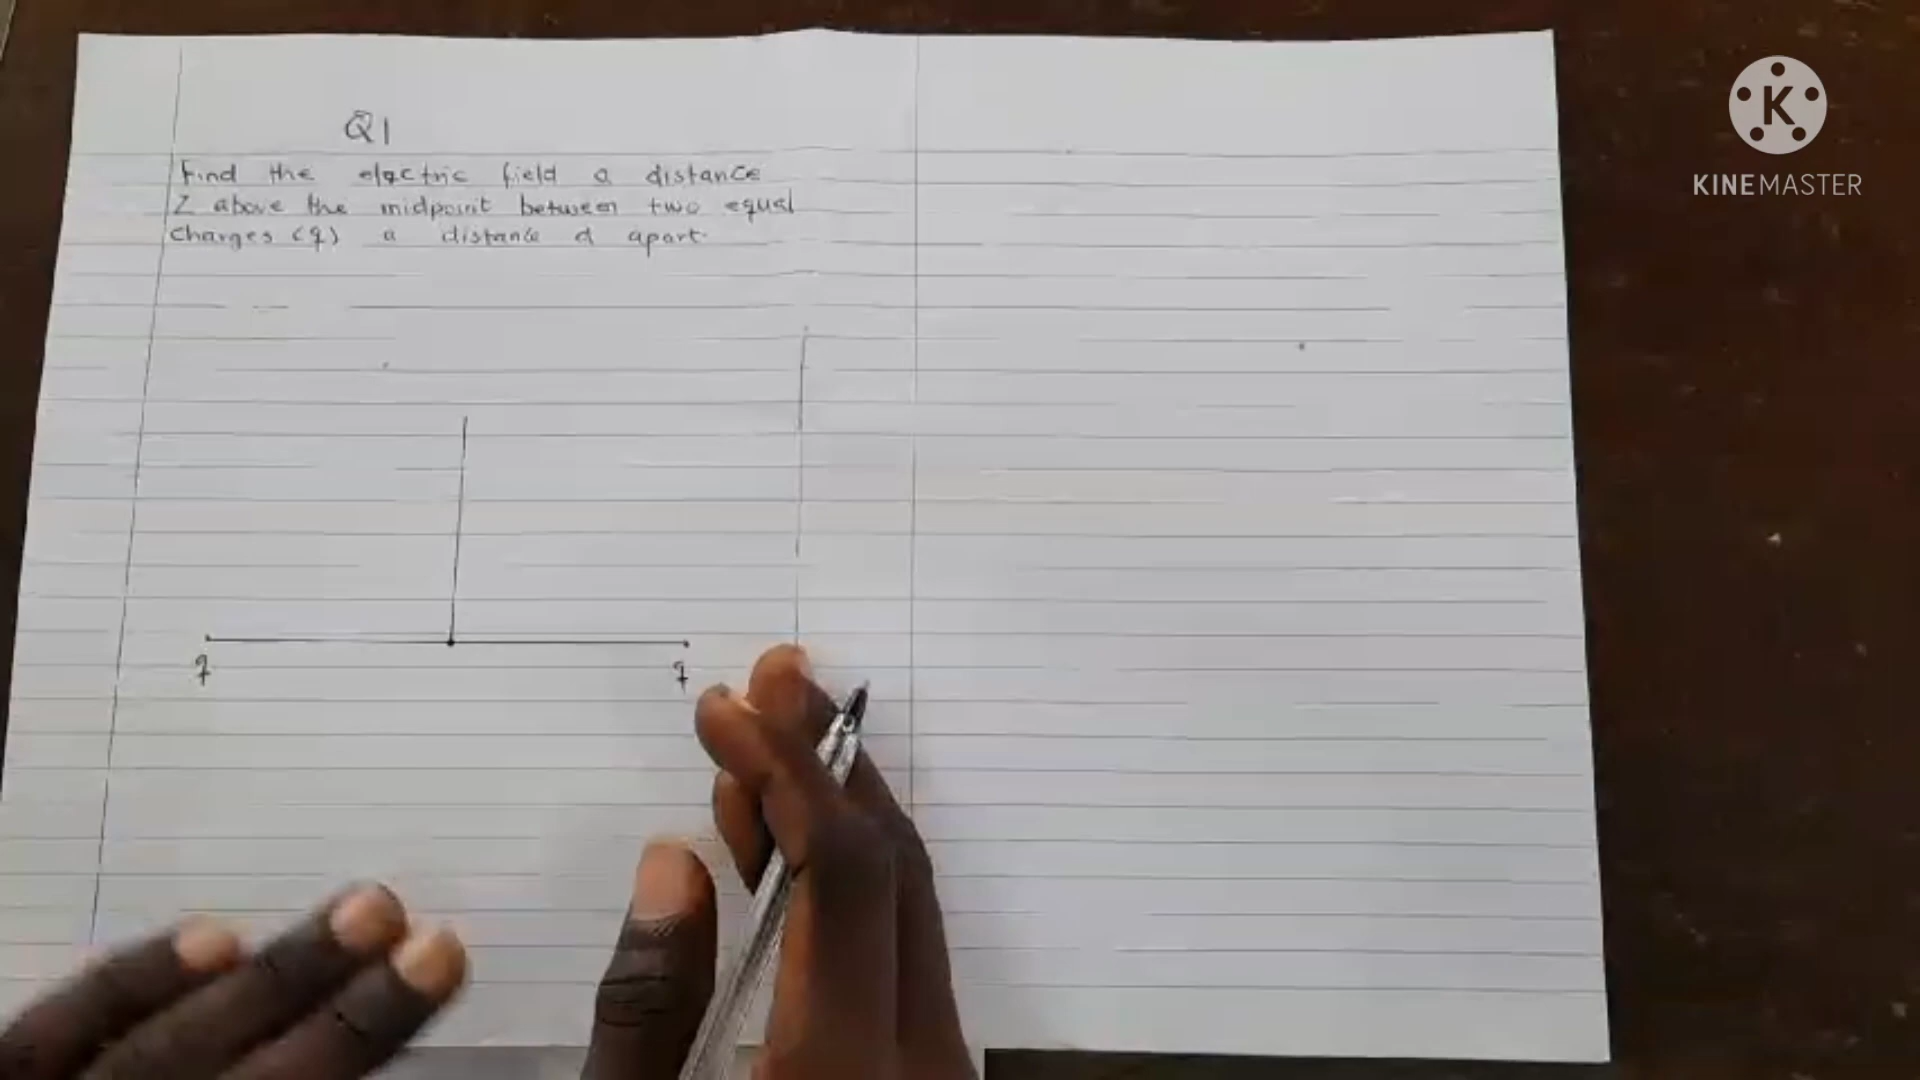 Q1
Find the electric field a distance
Z above the midpoint between two equal
charges (q) a distance d apart.
q q
K
KINEMASTER